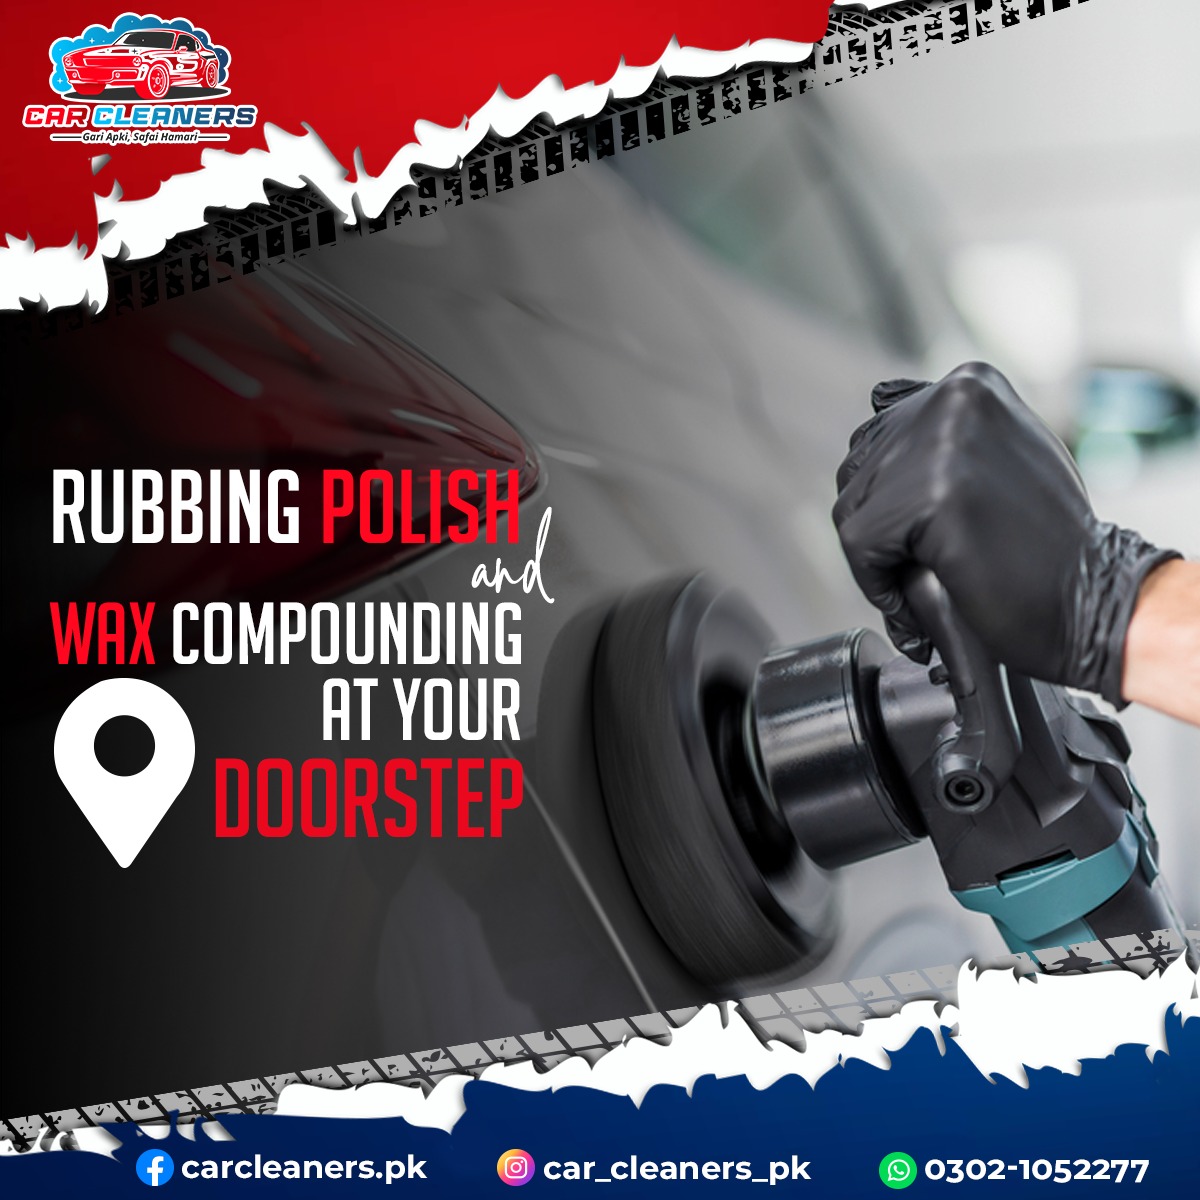 CAR CLEANERS
Gari Apki, Safai Hamari
RUBBING POLISH
and
WAX COMPOUNDING
AT YOUR
DOORSTEP
carcleaners.pk
car_cleaners_pk
0302-1052277